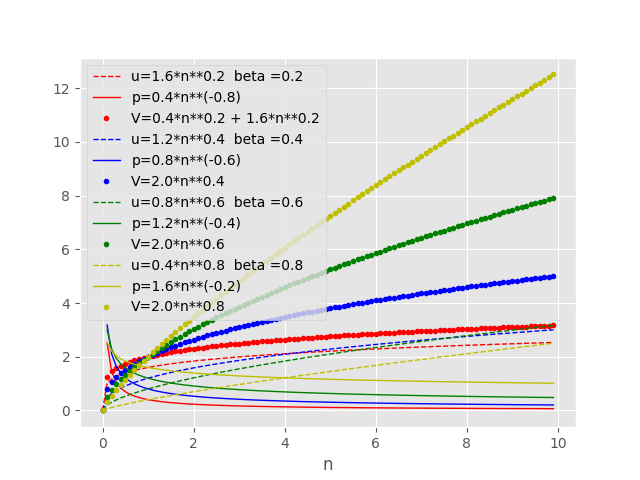 12
10
8
6
4
2
0
u=1.6*n**0.2  beta =0.2
p=0.4*n**(-0.8)
V=0.4*n**0.2 + 1.6*n**0.2
u=1.2*n**0.4  beta =0.4
p=0.8*n**(-0.6)
V=2.0*n**0.4
u=0.8*n**0.6  beta =0.6
p=1.2*n**(-0.4)
V=2.0*n**0.6
u=0.4*n**0.8  beta =0.8
p=1.6*n**(-0.2)
V=2.0*n**0.8
0 2 4 6 8 10
n